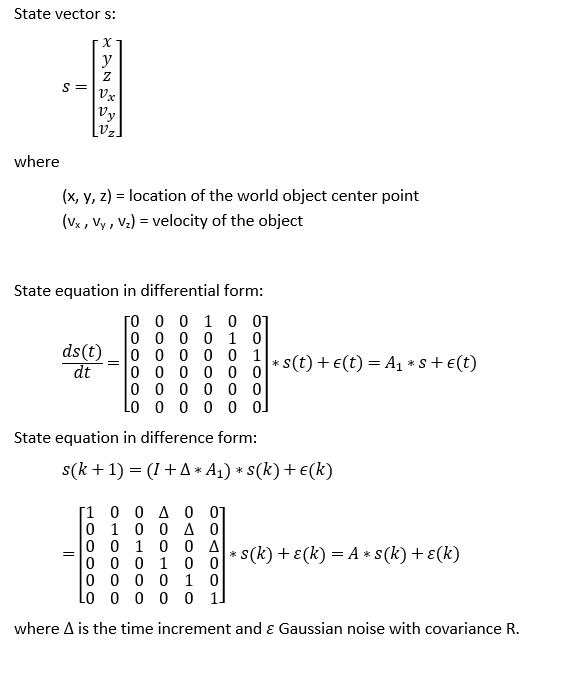 State vector s:
s = [x y z vₓ v_y v_z]
where
(x, y, z) = location of the world object center point
(vₓ , v_y , v_z) = velocity of the object
State equation in differential form:
ds(t)/dt = [0 0 0 1 0 0
0 0 0 0 1 0
0 0 0 0 0 1
0 0 0 0 0 0
0 0 0 0 0 0
0 0 0 0 0 0] * s(t) + ϵ(t) = A₁ * s + ϵ(t)
State equation in difference form:
s(k + 1) = (I + Δ * A₁) * s(k) + ϵ(k)
= [1 0 0 Δ 0 0
0 1 0 0 Δ 0
0 0 1 0 0 Δ
0 0 0 1 0 0
0 0 0 0 1 0
0 0 0 0 0 1] * s(k) + ε(k) = A * s(k) + ε(k)
where Δ is the time increment and ε Gaussian noise with covariance R.